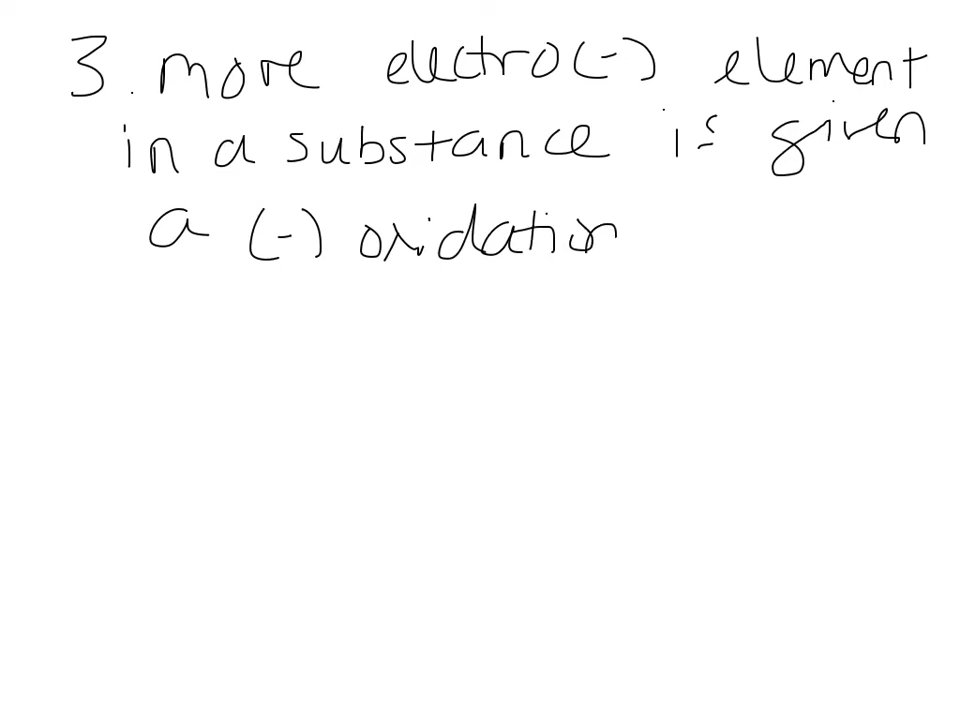 3. more electro(-) element
in a substance is given
a (-) oxidation